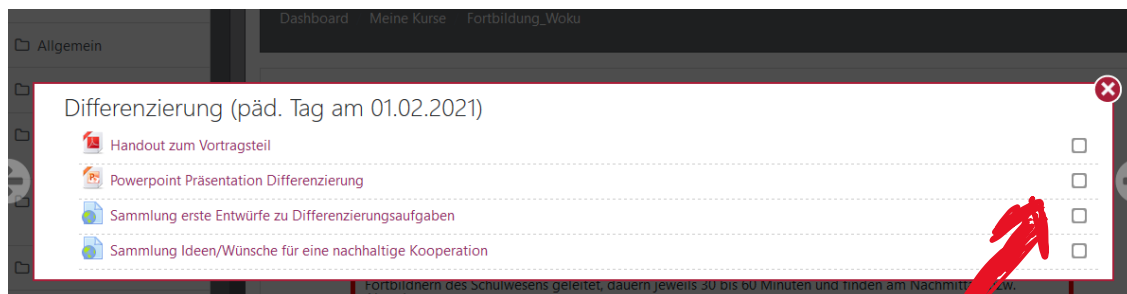 Dashboard Meine Kurse Fortbildung_Woku
Allgemein
Differenzierung (päd. Tag am 01.02.2021)
Handout zum Vortragsteil
Powerpoint Präsentation Differenzierung
Sammlung erste Entwürfe zu Differenzierungsaufgaben
Sammlung Ideen/Wünsche für eine nachhaltige Kooperation
Fortbildnern des Schulwesens geleitet, dauern jeweils 30 bis 60 Minuten und finden am